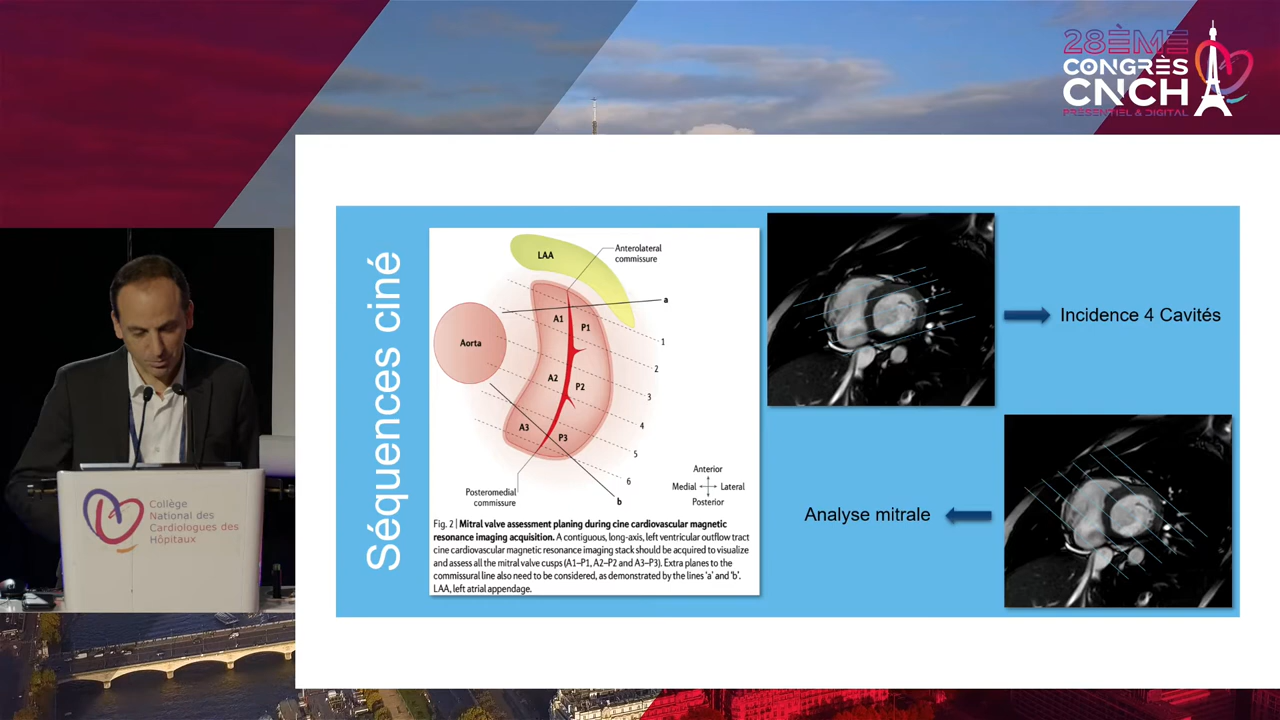 28ÈME
CONGRÈS
CNCH
PRÉSENTIEL & DIGITAL
Collège
National des
Cardiologues des
Hôpitaux
Séquences ciné
LAA
Anterolateral
commissure
a
A1
P1
Aorta
1
2
A2
P2
3
4
A3
P3
5
6
b
Posteromedial
commissure
Anterior
Medial
Lateral
Posterior
Fig. 2 | Mitral valve assessment planing during cine cardiovascular magnetic
resonance imaging acquisition. A contiguous, long-axis, left ventricular outflow tract
cine cardiovascular magnetic resonance imaging stack should be acquired to visualize
and assess all the mitral valve cusps (A1–P1, A2–P2 and A3–P3). Extra planes to the
commissural line also need to be considered, as demonstrated by the lines ‘a’ and ‘b’.
LAA, left atrial appendage.
Incidence 4 Cavités
Analyse mitrale